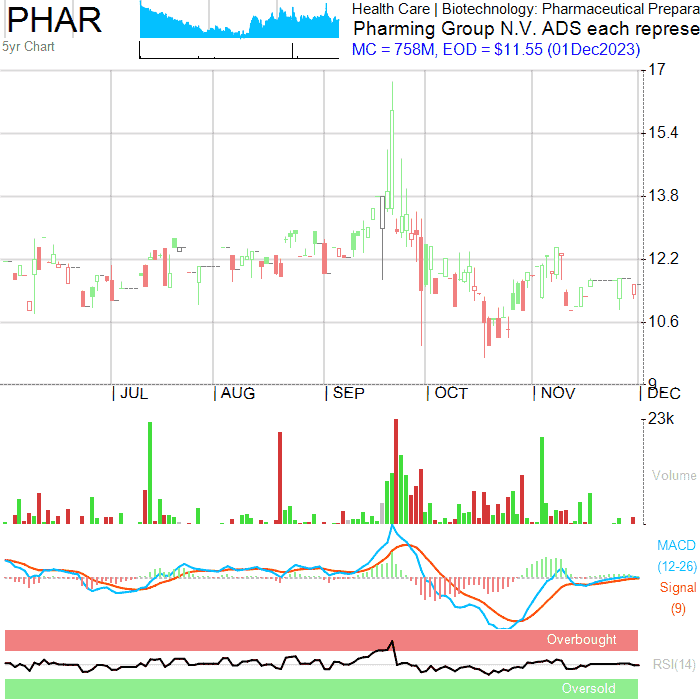 PHAR
5yr Chart
Health Care | Biotechnology: Pharmaceutical Prepara
Pharming Group N.V. ADS each represe
MC = 758M, EOD = $11.55 (01Dec2023)
17
15.4
13.8
12.2
10.6
9
JUL
AUG
SEP
OCT
NOV
DEC
23k
Volume
MACD
(12-26)
Signal
(9)
Overbought
RSI(14)
Oversold